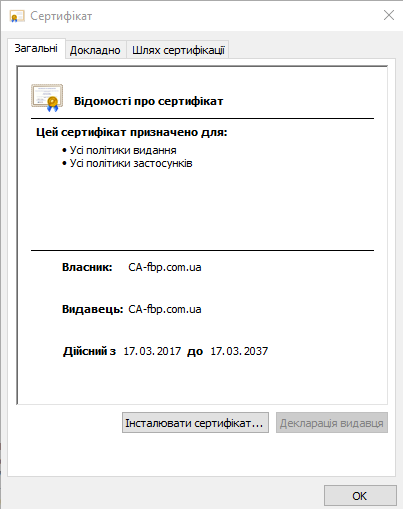 Сертифікат
Загальні Докладно Шлях сертифікації
Відомості про сертифікат
Цей сертифікат призначено для:
• Усі політики видання
• Усі політики застосунків
Власник: CA-fbp.com.ua
Видавець: CA-fbp.com.ua
Дійсний з 17.03.2017 до 17.03.2037
Інсталювати сертифікат... Декларація видавця
ОК